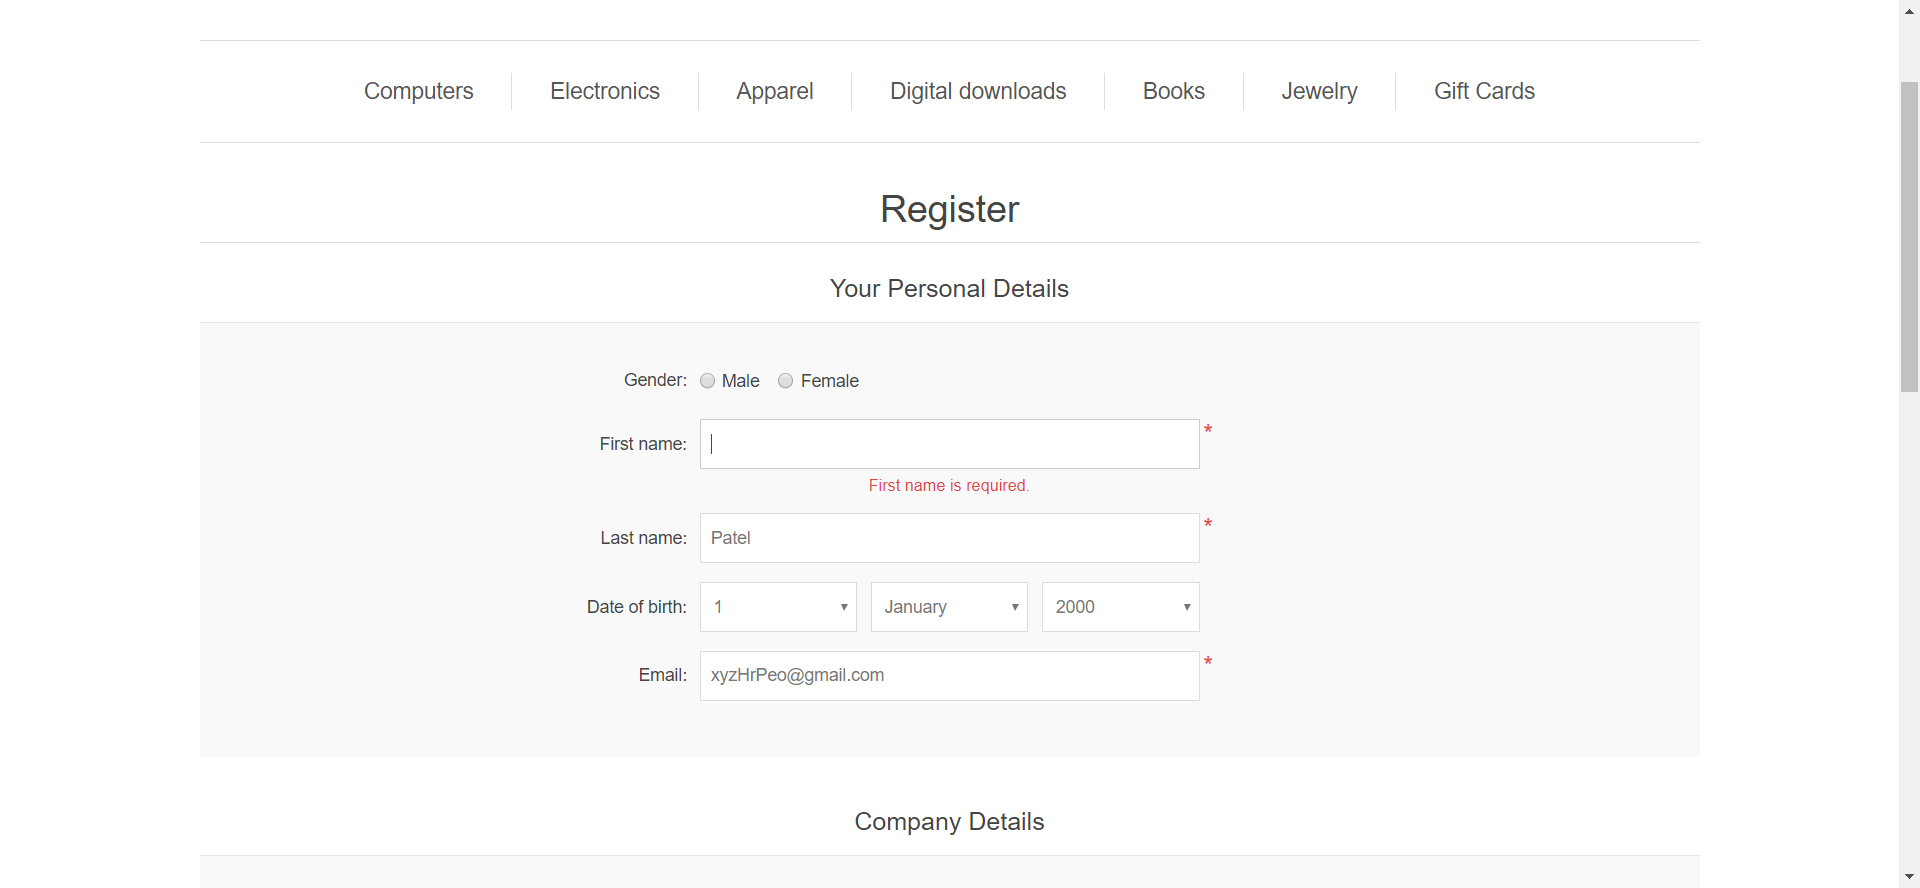 Computers Electronics Apparel Digital downloads Books Jewelry Gift Cards
Register
Your Personal Details
Gender: Male Female
First name: *
First name is required.
Last name: Patel *
Date of birth: 1 January 2000
Email: xyzHrPeo@gmail.com *
Company Details